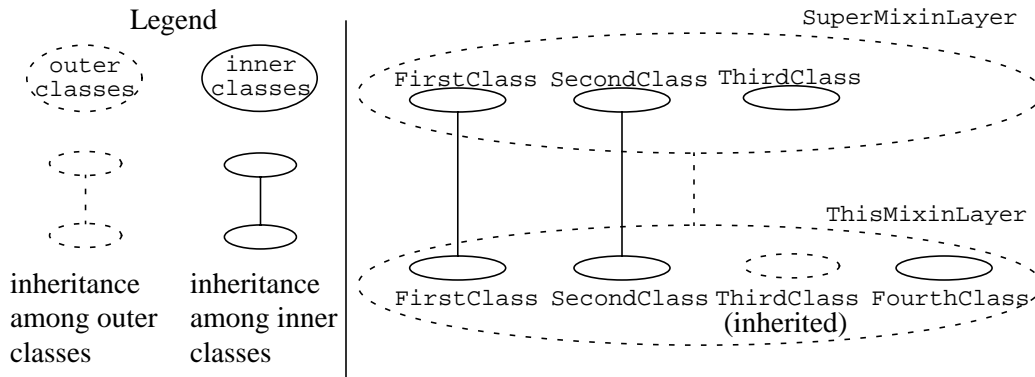 Legend
outer
classes
inner
classes
inheritance
among outer
classes
inheritance
among inner
classes
SuperMixinLayer
FirstClass SecondClass ThirdClass
ThisMixinLayer
FirstClass SecondClass ThirdClass FourthClass
(inherited)